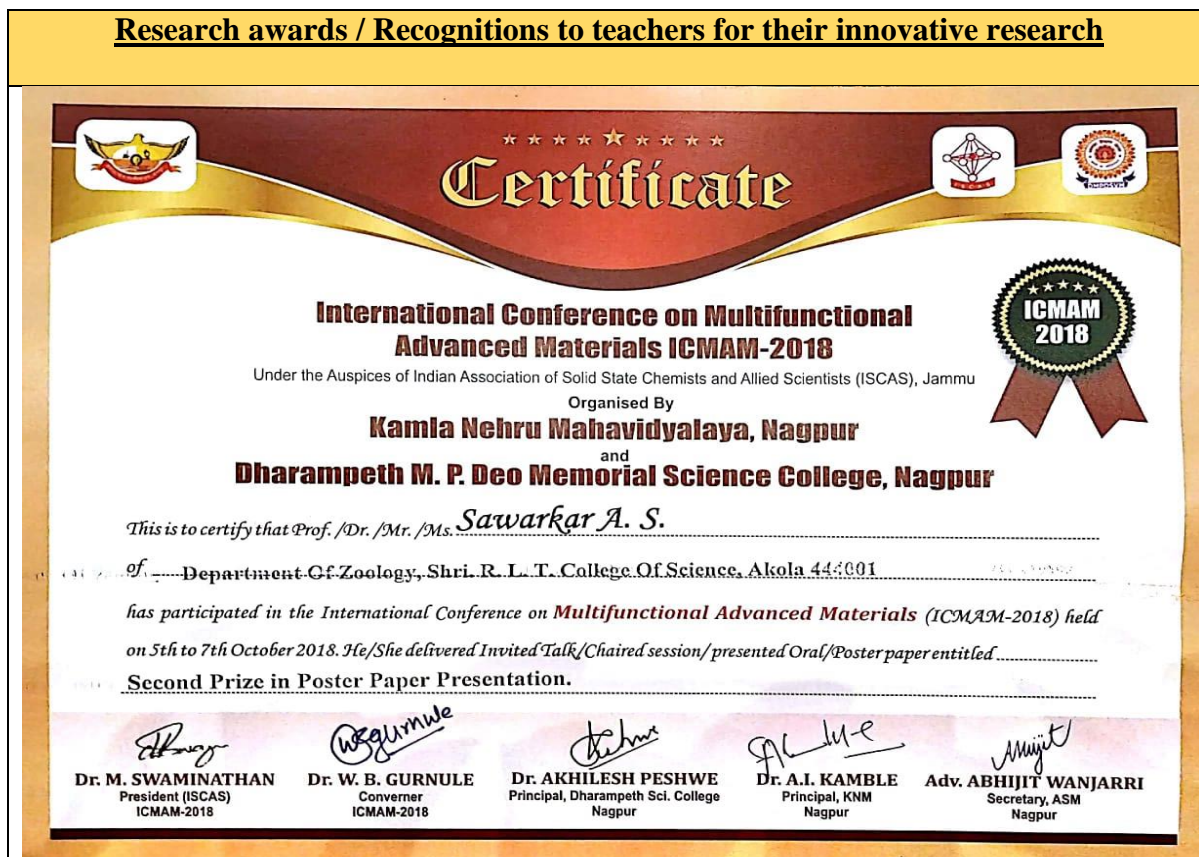 Research awards / Recognitions to teachers for their innovative research
Certificate
International Conference on Multifunctional
Advanced Materials ICMAM-2018
ICMAM
2018
Under the Auspices of Indian Association of Solid State Chemists and Allied Scientists (ISCAS), Jammu
Organised By
Kamla Nehru Mahavidyalaya, Nagpur
and
Dharampeth M. P. Deo Memorial Science College, Nagpur
This is to certify that Prof. /Dr. /Mr. /Ms. Sawarkar A. S.
of Department Of Zoology, Shri. R. L. T. College Of Science, Akola 444001
has participated in the International Conference on Multifunctional Advanced Materials (ICMAM-2018) held
on 5th to 7th October 2018. He/She delivered Invited Talk/Chaired session/presented Oral/Poster paper entitled
Second Prize in Poster Paper Presentation.
Dr. M. SWAMINATHAN
President (ISCAS)
ICMAM-2018
Dr. W. B. GURNULE
Converner
ICMAM-2018
Dr. AKHILESH PESHWE
Principal, Dharampeth Sci. College
Nagpur
Dr. A.I. KAMBLE
Principal, KNM
Nagpur
Adv. ABHIJIT WANJARRI
Secretary, ASM
Nagpur